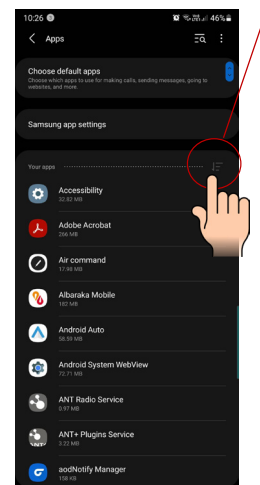 10:26
46%
Apps
Choose default apps
Choose which apps to use for making calls, sending messages, going to
websites, and more.
Samsung app settings
Your apps
Accessibility
32.82 MB
Adobe Acrobat
266 MB
Air command
17.98 MB
Albaraka Mobile
182 MB
Android Auto
58.59 MB
Android System WebView
72.71 MB
ANT Radio Service
0.97 MB
ANT+ Plugins Service
3.22 MB
aodNotify Manager
158 KB